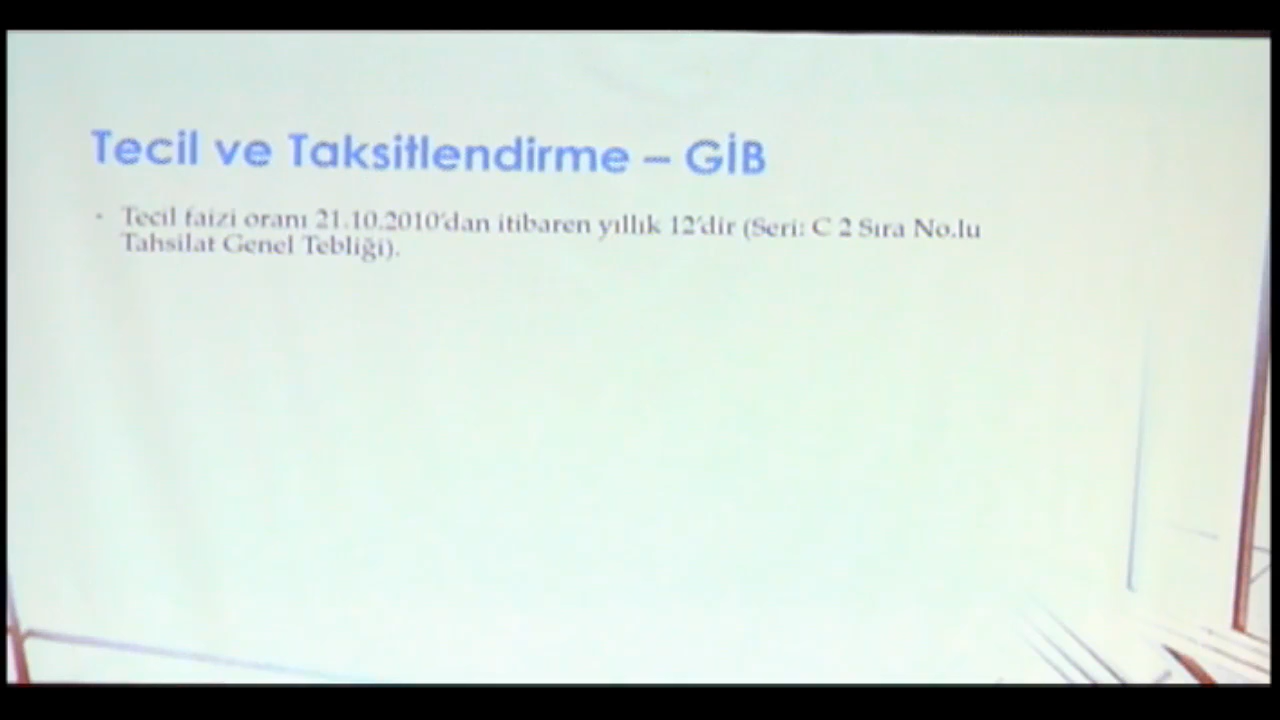 Tecil ve Taksitlendirme – GİB
• Tecil faizi oranı 21.10.2010'dan itibaren yıllık 12'dir (Seri: C 2 Sıra No.lu
Tahsilat Genel Tebliği).